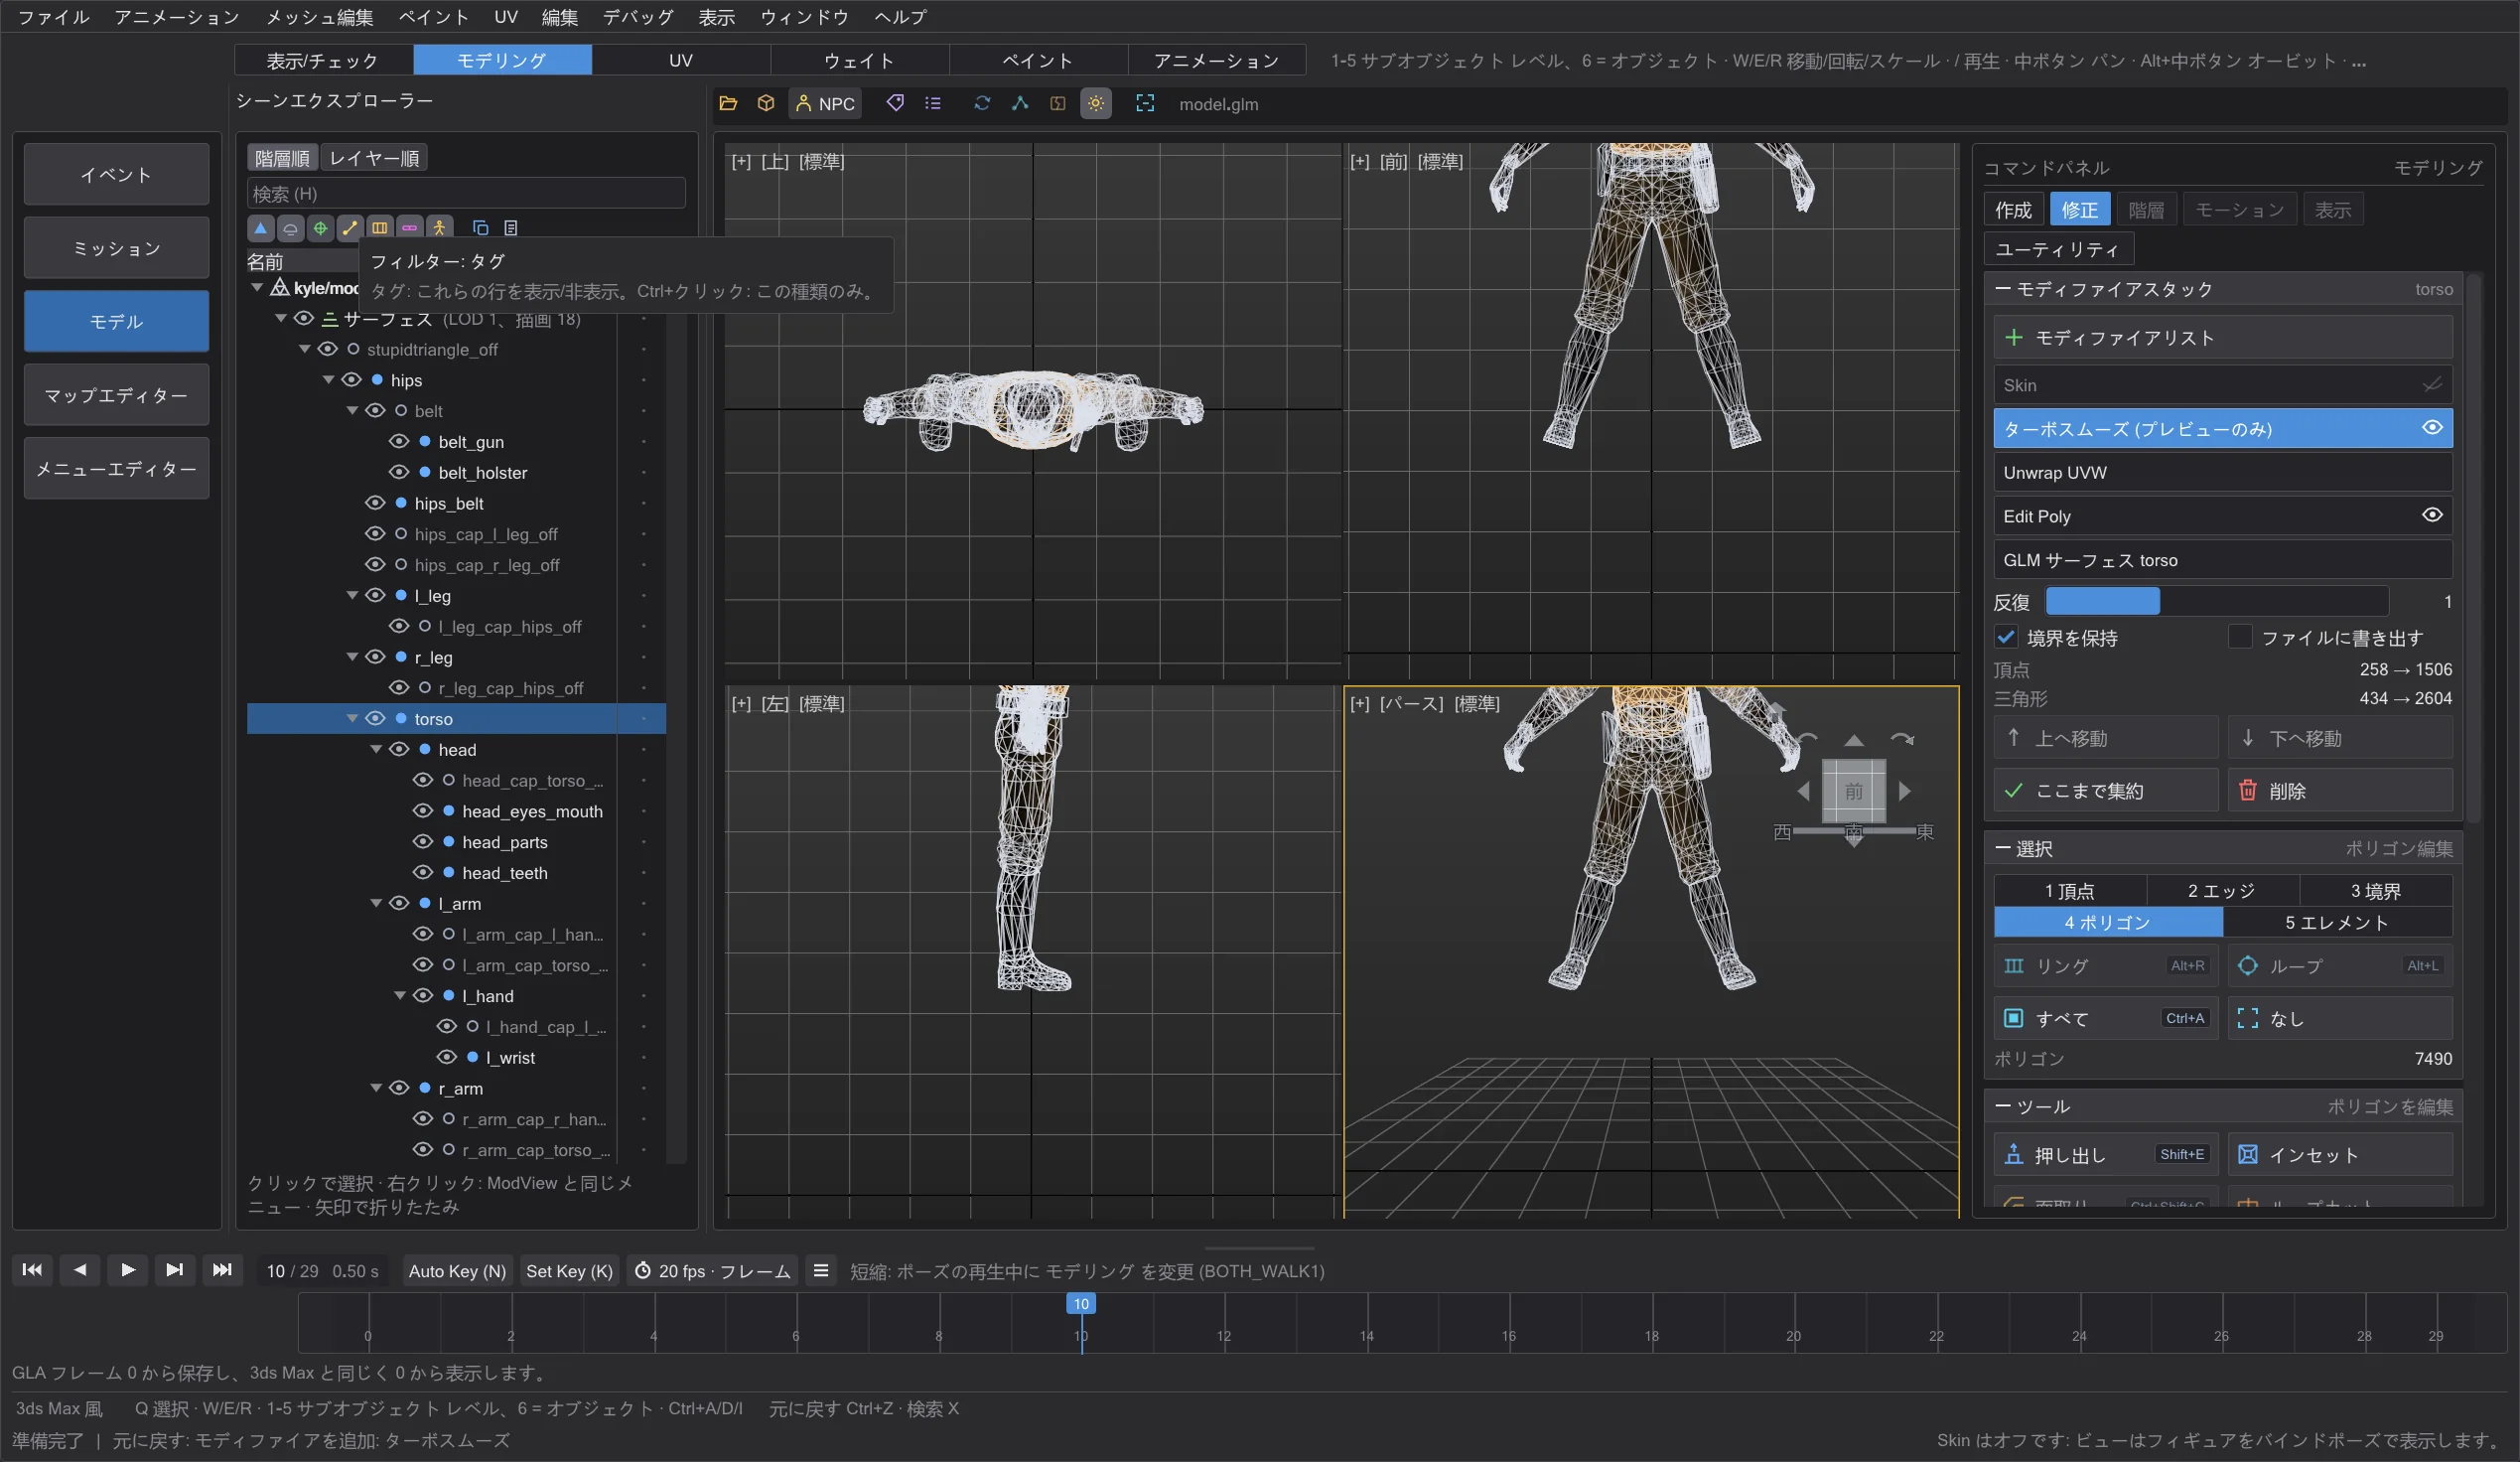 ファイル アニメーション メッシュ編集 ペイント UV 編集 デバッグ 表示 ウィンドウ ヘルプ
表示/チェック モデリング UV ウェイト ペイント アニメーション 1-5 サブオブジェクト レベル、6 = オブジェクト · W/E/R 移動/回転/スケール · / 再生 · 中ボタン パン · Alt+中ボタン オービット · ...
シーンエクスプローラー
NPC model.glm
イベント
ミッション
モデル
マップエディター
メニューエディター
階層順 レイヤー順
検索 (H)
名前
フィルター: タグ
タグ: これらの行を表示/非表示。Ctrl+クリック: この種類のみ。
kyle/mod
サーフェス (LOD 1、描画 18)
stupidtriangle_off
hips
belt
belt_gun
belt_holster
hips_belt
hips_cap_l_leg_off
hips_cap_r_leg_off
l_leg
l_leg_cap_hips_off
r_leg
r_leg_cap_hips_off
torso
head
head_cap_torso_...
head_eyes_mouth
head_parts
head_teeth
l_arm
l_arm_cap_l_han...
l_arm_cap_torso_...
l_hand
l_hand_cap_l_...
l_wrist
r_arm
r_arm_cap_r_han...
r_arm_cap_torso_...
クリックで選択 · 右クリック: ModView と同じメ
ニュー · 矢印で折りたたみ
[+] [上] [標準]
[+] [前] [標準]
[+] [左] [標準]
[+] [パース] [標準]
前
西 南 東
コマンドパネル モデリング
作成 修正 階層 モーション 表示
ユーティリティ
モディファイアスタック torso
モディファイアリスト
Skin
ターボスムーズ (プレビューのみ)
Unwrap UVW
Edit Poly
GLM サーフェス torso
反復 1
境界を保持 ファイルに書き出す
頂点 258 → 1506
三角形 434 → 2604
上へ移動 下へ移動
ここまで集約 削除
選択 ポリゴン編集
1 頂点 2 エッジ 3 境界
4 ポリゴン 5 エレメント
リング Alt+R ループ Alt+L
すべて Ctrl+A なし
ポリゴン 7490
ツール ポリゴンを編集
押し出し Shift+E インセット
面取り Ctrl+Shift+C ループカット
10 / 29 0.50 s Auto Key (N) Set Key (K) 20 fps · フレーム 短縮: ポーズの再生中に モデリング を変更 (BOTH_WALK1)
10
0 2 4 6 8 10 12 14 16 18 20 22 24 26 28 29
GLA フレーム 0 から保存し、3ds Max と同じく 0 から表示します。
3ds Max 風 Q 選択 · W/E/R · 1-5 サブオブジェクト レベル、6 = オブジェクト · Ctrl+A/D/I 元に戻す Ctrl+Z · 検索 X
準備完了 | 元に戻す: モディファイアを追加: ターボスムーズ
Skin はオフです: ビューはフィギュアをバインドポーズで表示します。